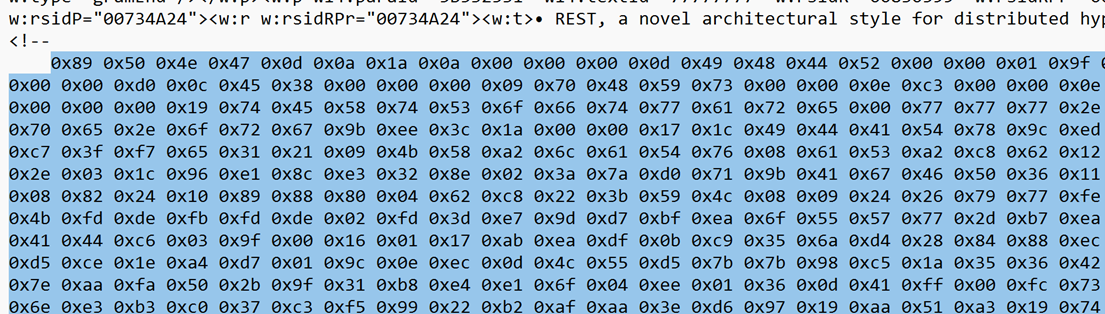 w:rsidP="00734A24"><w:r w:rsidRPr="00734A24"><w:t>• REST, a novel architectural style for distributed hyp
<!--
0x89 0x50 0x4e 0x47 0x0d 0x0a 0x1a 0x0a 0x00 0x00 0x00 0x0d 0x49 0x48 0x44 0x52 0x00 0x00 0x01 0x9f 0
0x00 0x00 0xd0 0x0c 0x45 0x38 0x00 0x00 0x00 0x09 0x70 0x48 0x59 0x73 0x00 0x00 0x0e 0xc3 0x00 0x00 0x0e
0x00 0x00 0x00 0x19 0x74 0x45 0x58 0x74 0x53 0x6f 0x66 0x74 0x77 0x61 0x72 0x65 0x00 0x77 0x77 0x77 0x2e
0x70 0x65 0x2e 0x6f 0x72 0x67 0x9b 0xee 0x3c 0x1a 0x00 0x00 0x17 0x1c 0x49 0x44 0x41 0x54 0x78 0x9c 0xed
0xc7 0x3f 0xf7 0x65 0x31 0x21 0x09 0x4b 0x58 0xa2 0x6c 0x61 0x54 0x76 0x08 0x61 0x53 0xa2 0xc8 0x62 0x12
0x2e 0x03 0x1c 0x96 0xe1 0x8c 0xe3 0x32 0x8e 0x02 0x3a 0x7a 0xd0 0x71 0x9b 0x41 0x67 0x46 0x50 0x36 0x11
0x08 0x82 0x24 0x10 0x89 0x88 0x80 0x04 0x62 0xc8 0x22 0x3b 0x59 0x4c 0x08 0x09 0x24 0x26 0x79 0x77 0xfe
0x4b 0xfd 0xde 0xfb 0xfd 0xde 0x02 0xfd 0x3d 0xe7 0x9d 0xd7 0xbf 0xea 0x6f 0x55 0x57 0x77 0x2d 0xb7 0xea
0x41 0x44 0xc6 0x03 0x9f 0x00 0x16 0x01 0x17 0xab 0xea 0xdf 0x0b 0xc9 0x35 0x6a 0xd4 0x28 0x84 0x88 0xec
0xd5 0xce 0x1e 0xa4 0xd7 0x01 0x9c 0x0e 0xec 0x0d 0x4c 0x55 0xd5 0x7b 0x7b 0x98 0xc5 0x1a 0x35 0x36 0x42
0x7e 0xaa 0xfa 0x50 0x2b 0x9f 0x31 0xb8 0xe4 0xe1 0x6f 0x04 0xee 0x01 0x36 0x0d 0x41 0xff 0x00 0xfc 0x73
0x6e 0xe3 0xb3 0xc0 0x37 0xc3 0xf5 0x99 0x22 0xb2 0xaf 0xaa 0x3e 0xd6 0x97 0x19 0xaa 0x51 0xa3 0x19 0x74